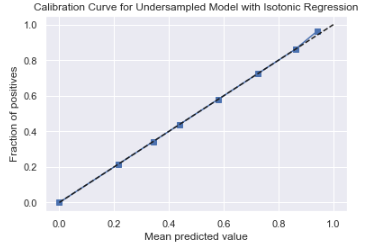 Calibration Curve for Undersampled Model with Isotonic Regression
1.0
0.8
0.6
0.4
0.2
0.0
Fraction of positives
0.0 0.2 0.4 0.6 0.8 1.0
Mean predicted value